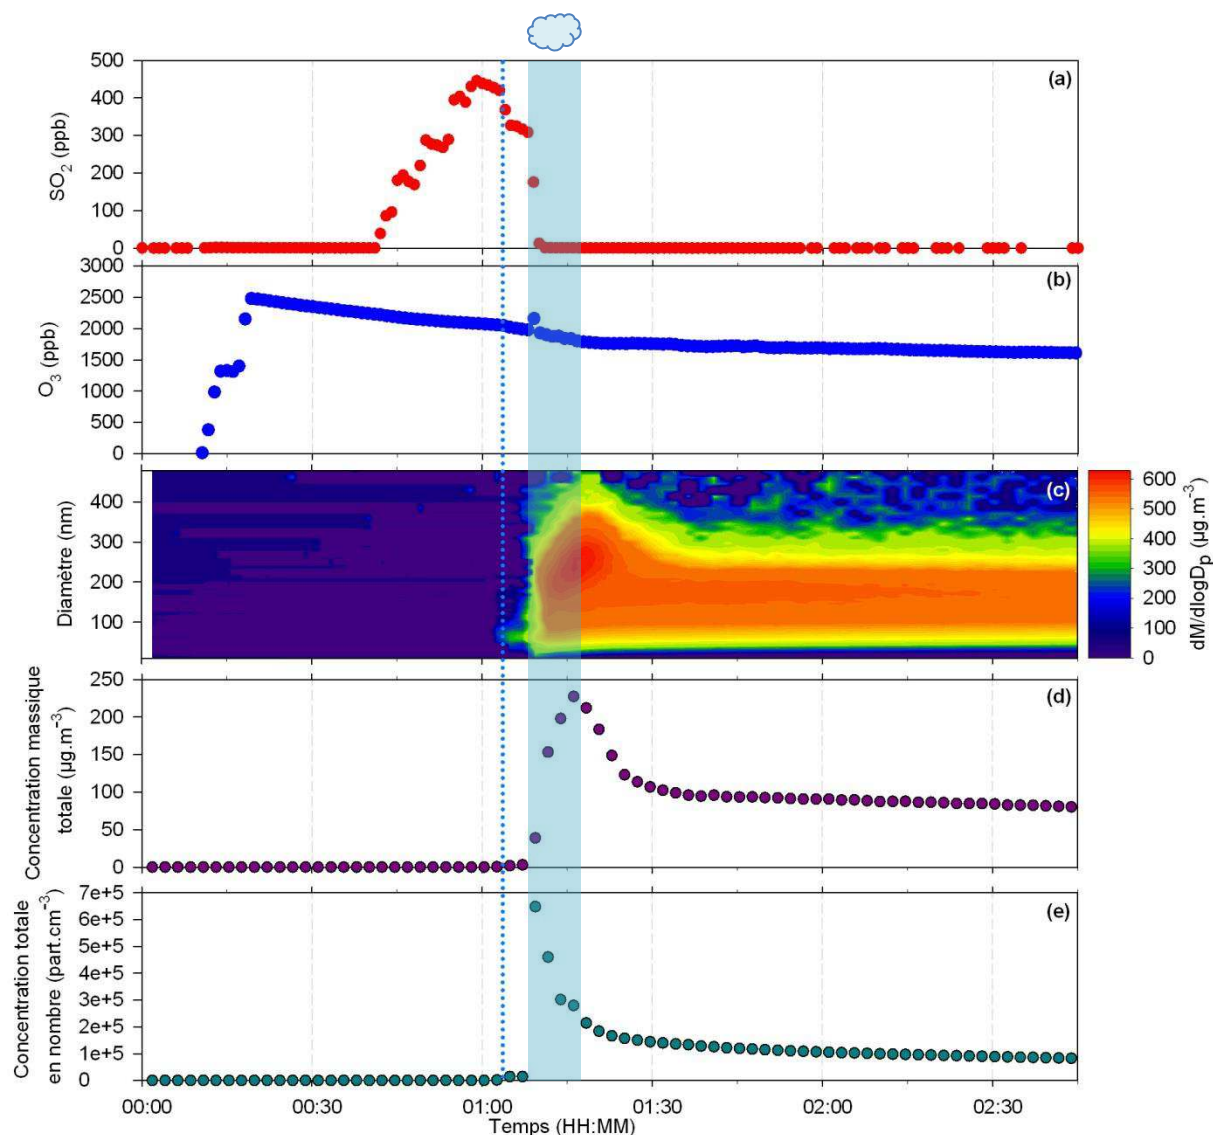 (a)
500
400
300
200
100
0
SO2 (ppb)
(b)
3000
2500
2000
1500
1000
500
0
O3 (ppb)
(c)
400
300
200
100
Diamètre (nm)
600
500
400
300
200
100
0
dM/dlogDp (µg.m-3)
(d)
250
200
150
100
50
0
Concentration massique
totale (µg.m-3)
(e)
7e+5
6e+5
5e+5
4e+5
3e+5
2e+5
1e+5
0
Concentration totale
en nombre (part.cm-3)
00:00 00:30 01:00 01:30 02:00 02:30
Temps (HH:MM)